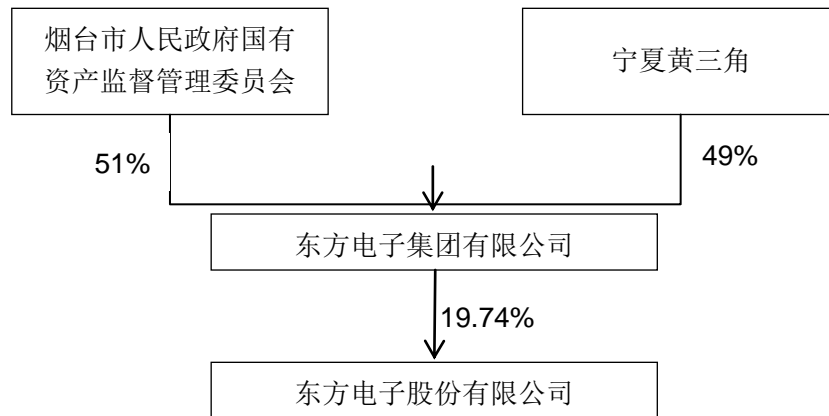 烟台市人民政府国有
资产监督管理委员会
宁夏黄三角
51%
49%
东方电子集团有限公司
19.74%
东方电子股份有限公司